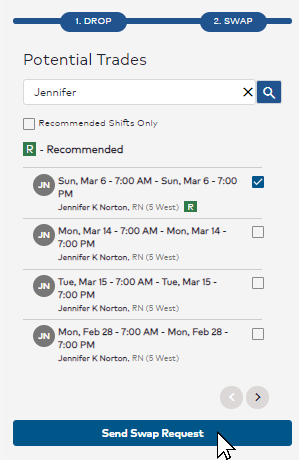 1. DROP 2. SWAP
Potential Trades
Jennifer
Recommended Shifts Only
R - Recommended
JN Sun, Mar 6 - 7:00 AM - Sun, Mar 6 - 7:00
PM
Jennifer K Norton, RN (5 West) R
JN Mon, Mar 14 - 7:00 AM - Mon, Mar 14 -
7:00 PM
Jennifer K Norton, RN (5 West)
JN Tue, Mar 15 - 7:00 AM - Tue, Mar 15 -
7:00 PM
Jennifer K Norton, RN (5 West)
JN Mon, Feb 28 - 7:00 AM - Mon, Feb 28 -
7:00 PM
Jennifer K Norton, RN (5 West)
Send Swap Request